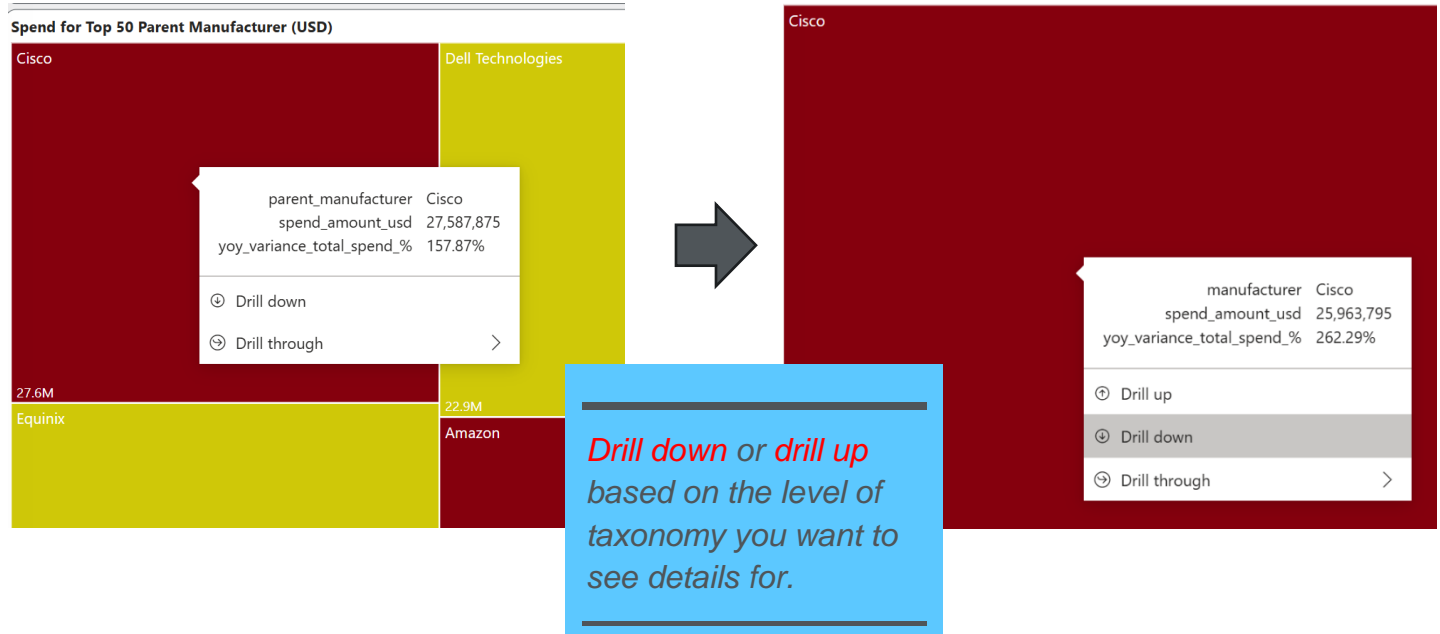 Spend for Top 50 Parent Manufacturer (USD)
Cisco
Dell Technologies
parent_manufacturer Cisco
spend_amount_usd 27,587,875
yoy_variance_total_spend_% 157.87%
Drill down
Drill through
27.6M
22.9M
Equinix
Amazon
Cisco
manufacturer Cisco
spend_amount_usd 25,963,795
yoy_variance_total_spend_% 262.29%
Drill up
Drill down
Drill through
Drill down or drill up
based on the level of
taxonomy you want to
see details for.